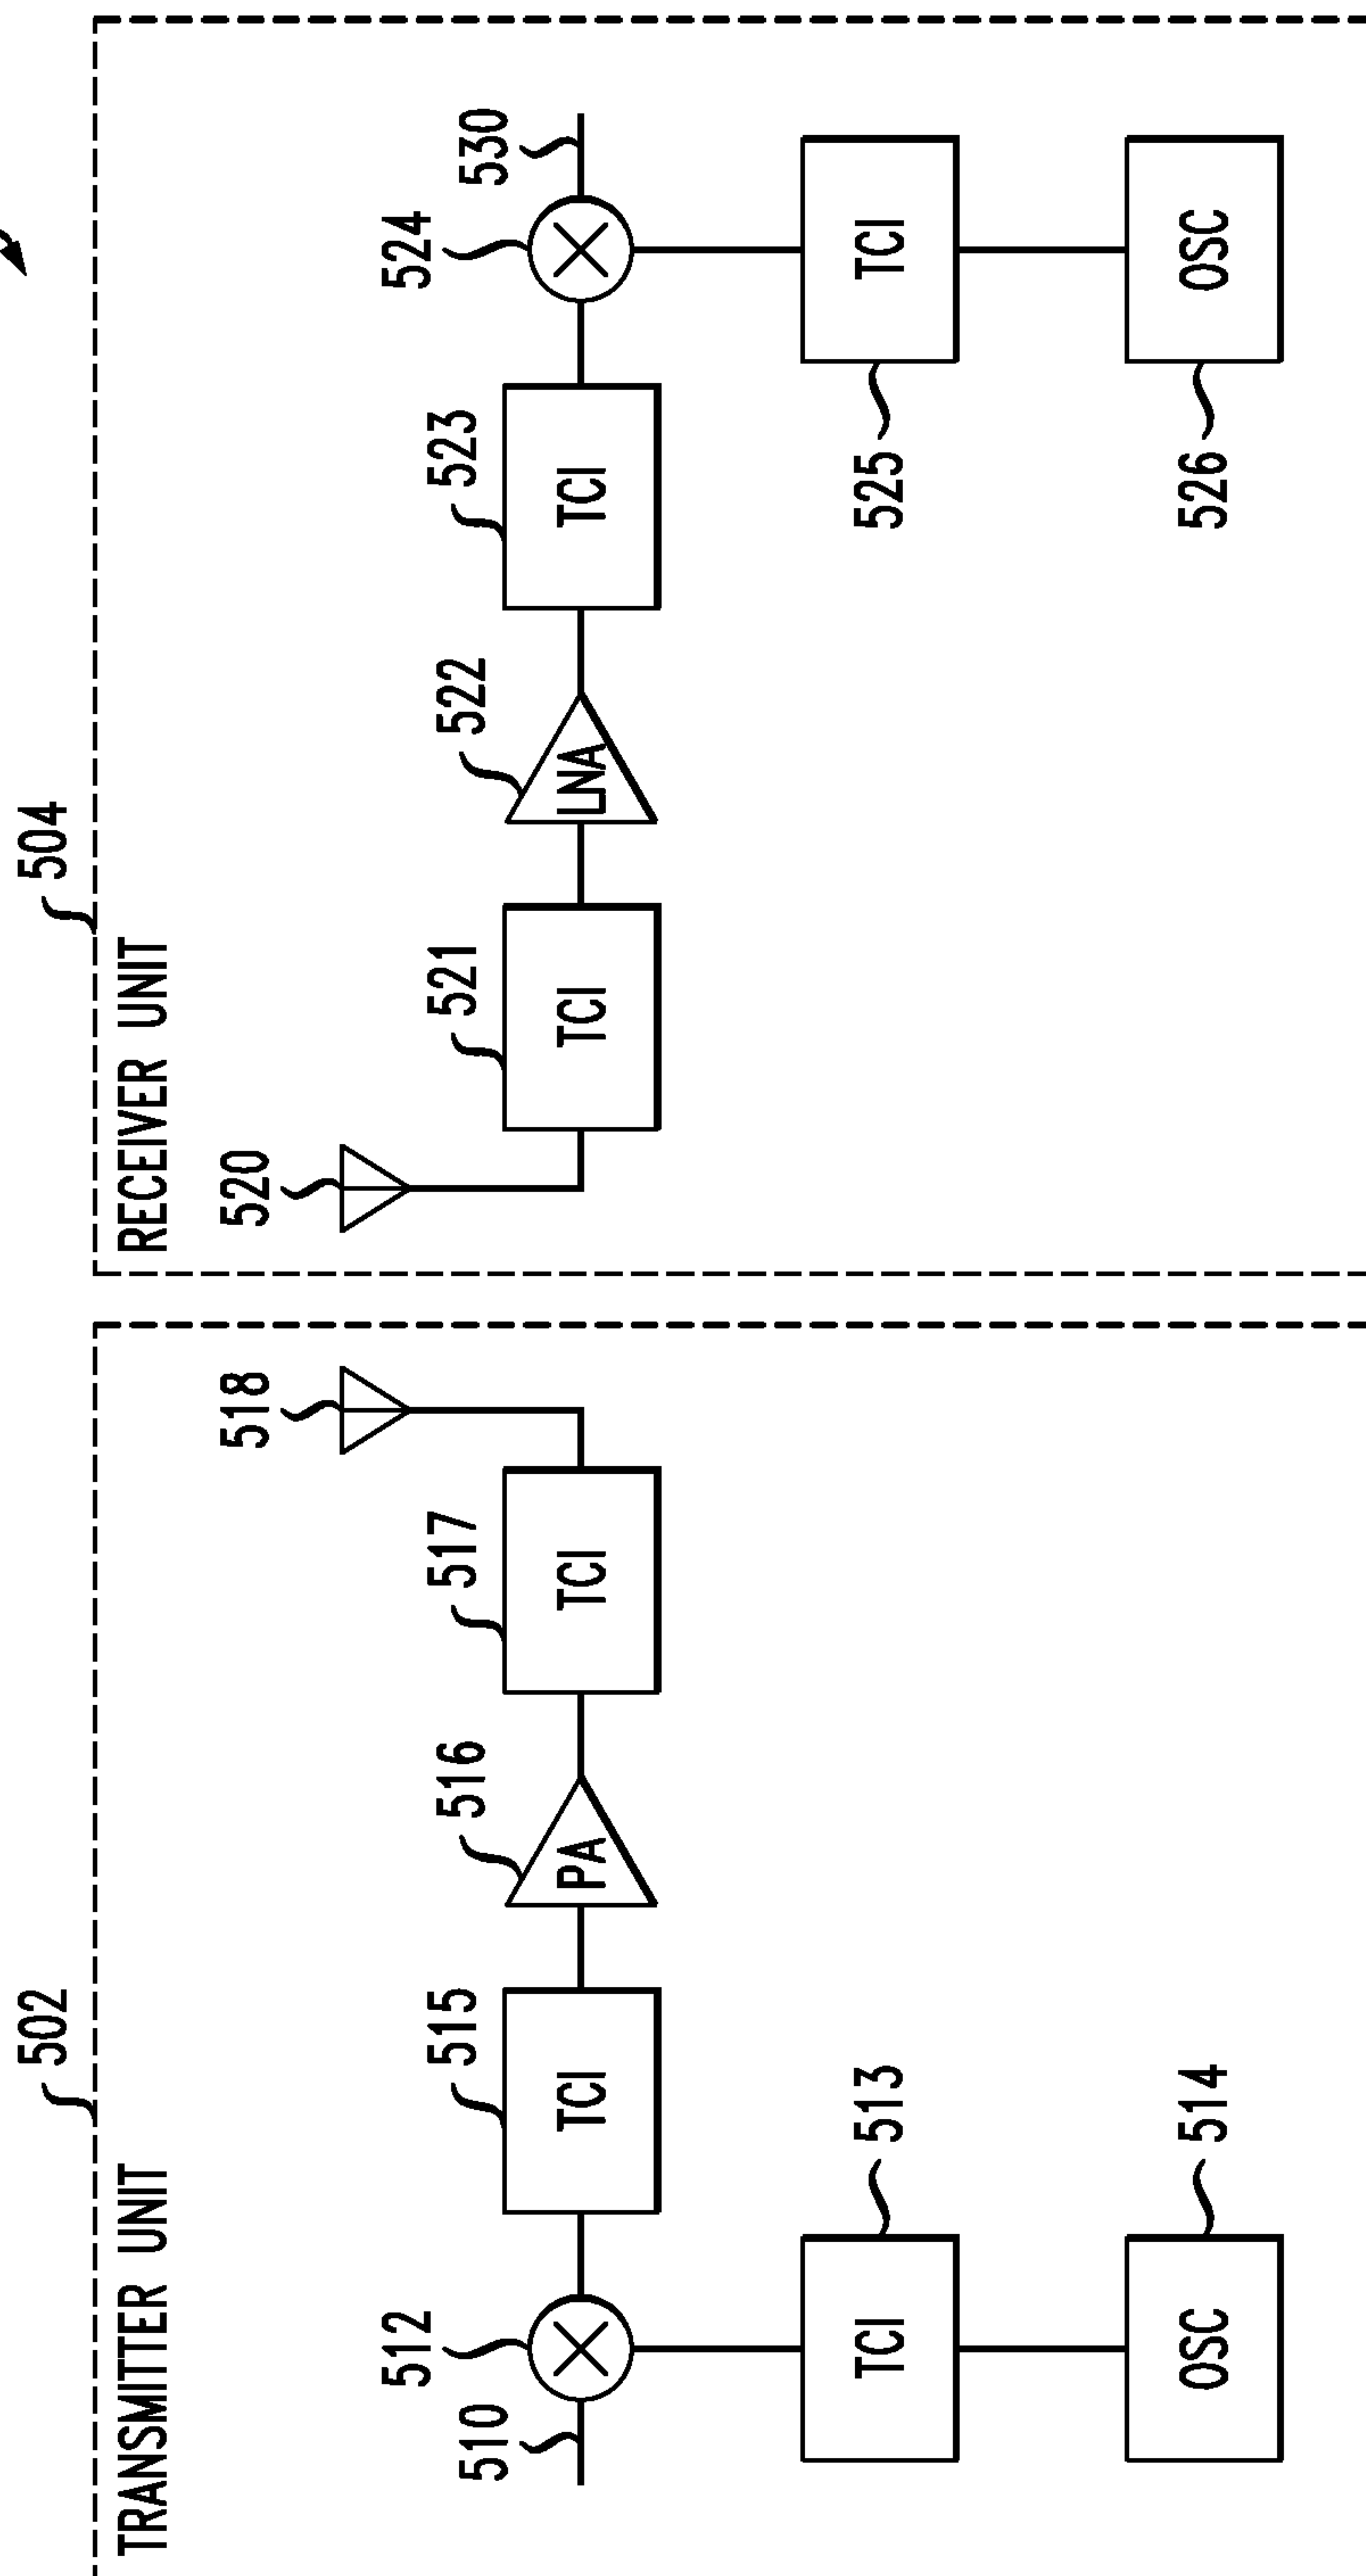 502
TRANSMITTER UNIT
510
512
515
TCI
516
PA
517
TCI
518
513
TCI
514
OSC
504
RECEIVER UNIT
520
521
TCI
522
LNA
523
TCI
524
530
525
TCI
526
OSC